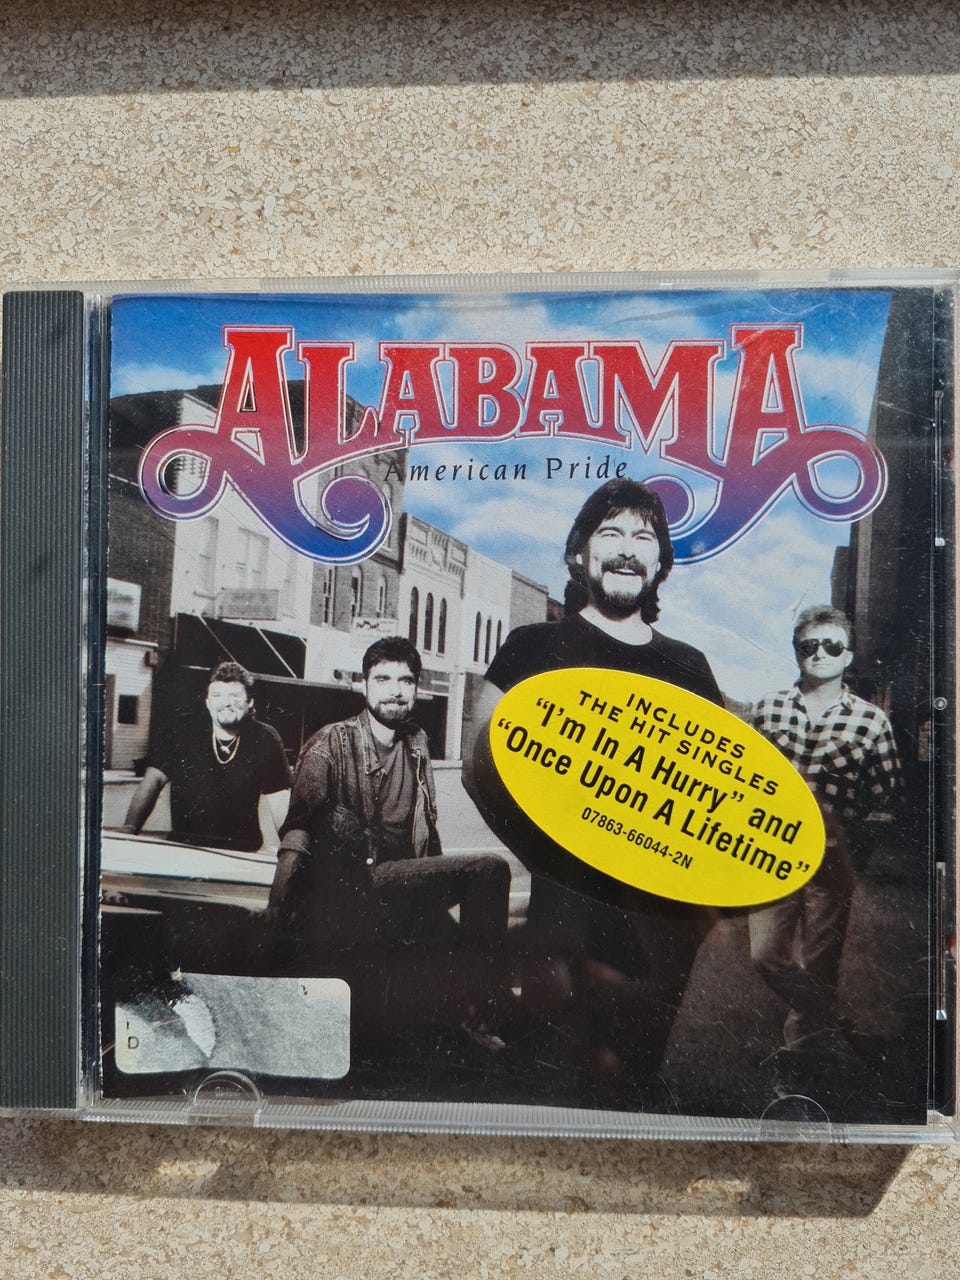 ALABAMA
American Pride
INCLUDES
THE HIT SINGLES
“I’m In A Hurry” and
“Once Upon A Lifetime”
07863-66044-2N
D